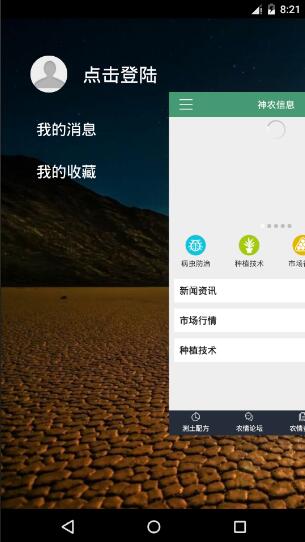 8:21
点击登陆
我的消息
我的收藏
神农信息
病虫防治
种植技术
市场
新闻资讯
市场行情
种植技术
测土配方
农情论坛
农情